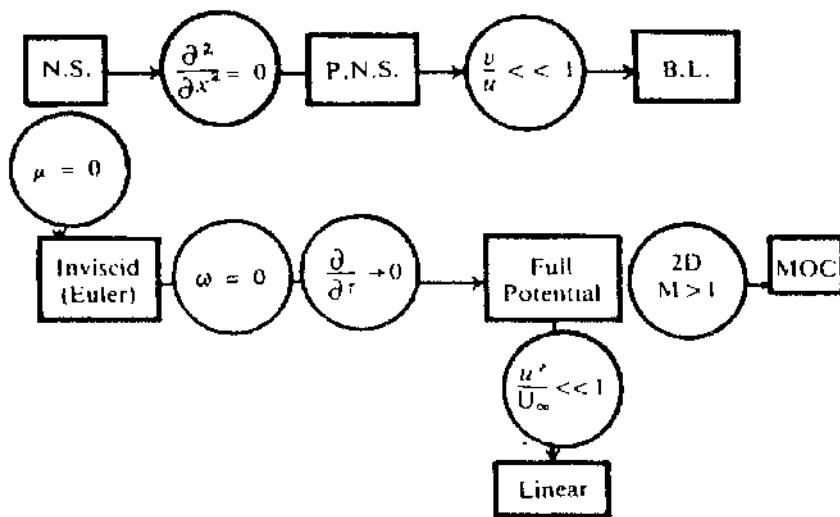 N.S.
∂²/∂x² = 0
P.N.S.
v/u << 1
B.L.
μ = 0
Inviscid
(Euler)
ω = 0
∂/∂τ → 0
Full
Potential
2D
M > 1
MOC
u'/U∞ << 1
Linear